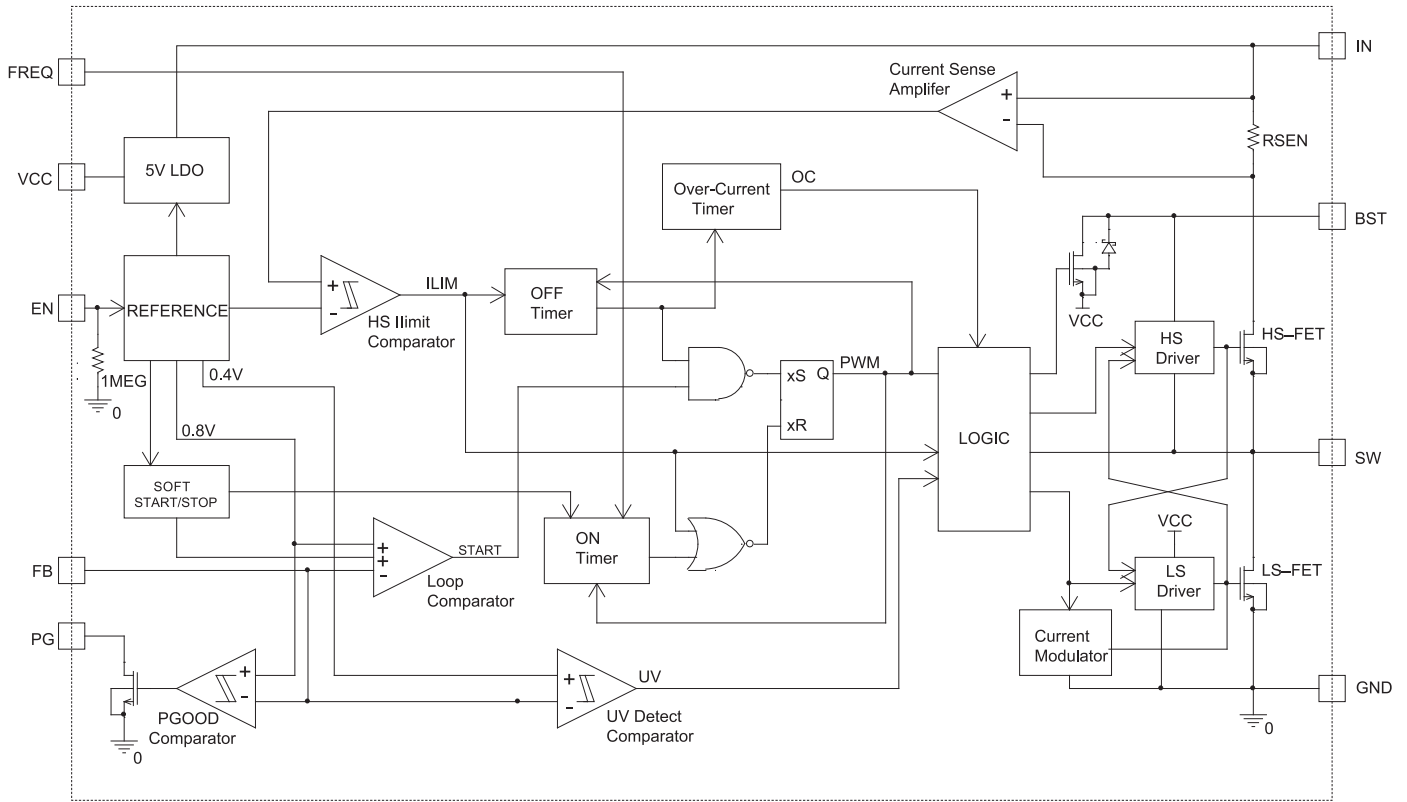 IN
FREQ
Current Sense
Amplifer
+
-
RSEN
5V LDO
VCC
Over-Current
Timer
OC
BST
REFERENCE
EN
+
-
ILIM
HS Ilimit
Comparator
OFF
Timer
VCC
HS
Driver
HS–FET
1MEG
0
0.4V
0.8V
xS
Q
xR
PWM
LOGIC
SW
SOFT
START/STOP
VCC
+
+
-
START
Loop
Comparator
ON
Timer
LS
Driver
LS–FET
FB
PG
Current
Modulator
+
-
PGOOD
Comparator
0
+
-
UV
UV Detect
Comparator
GND
0